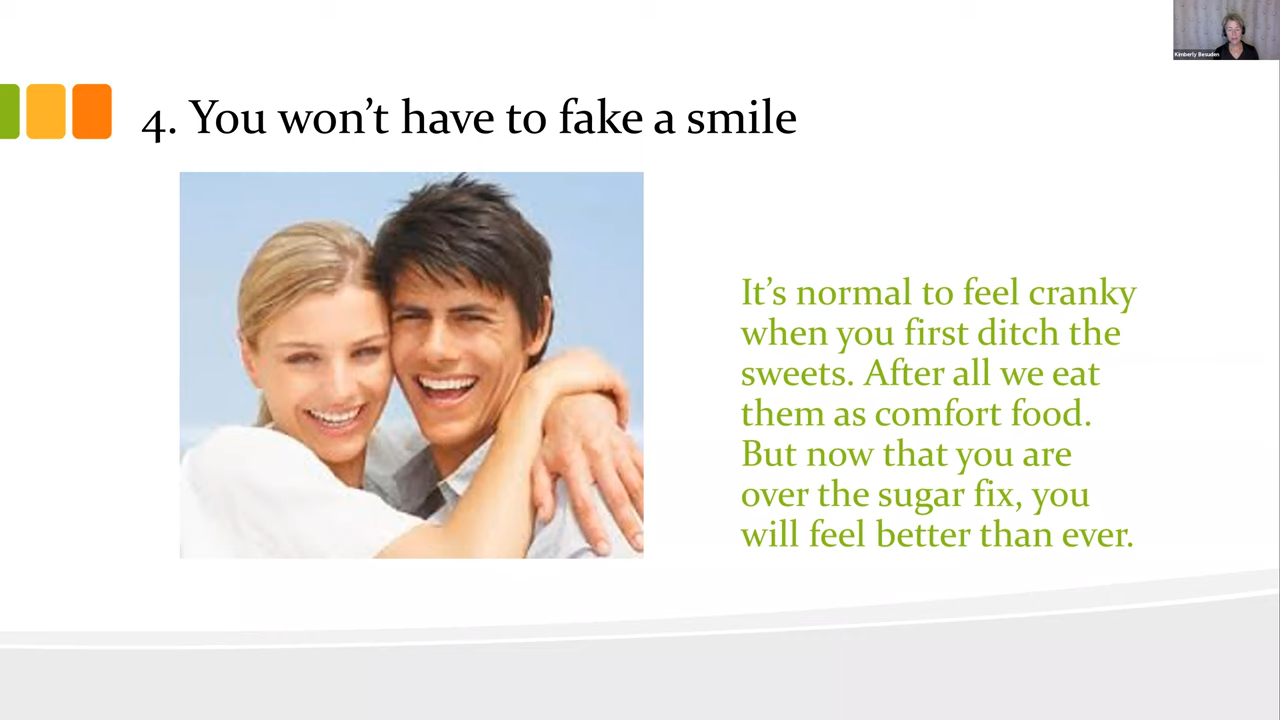 Kimberly Besuden
4. You won’t have to fake a smile
It’s normal to feel cranky
when you first ditch the
sweets. After all we eat
them as comfort food.
But now that you are
over the sugar fix, you
will feel better than ever.